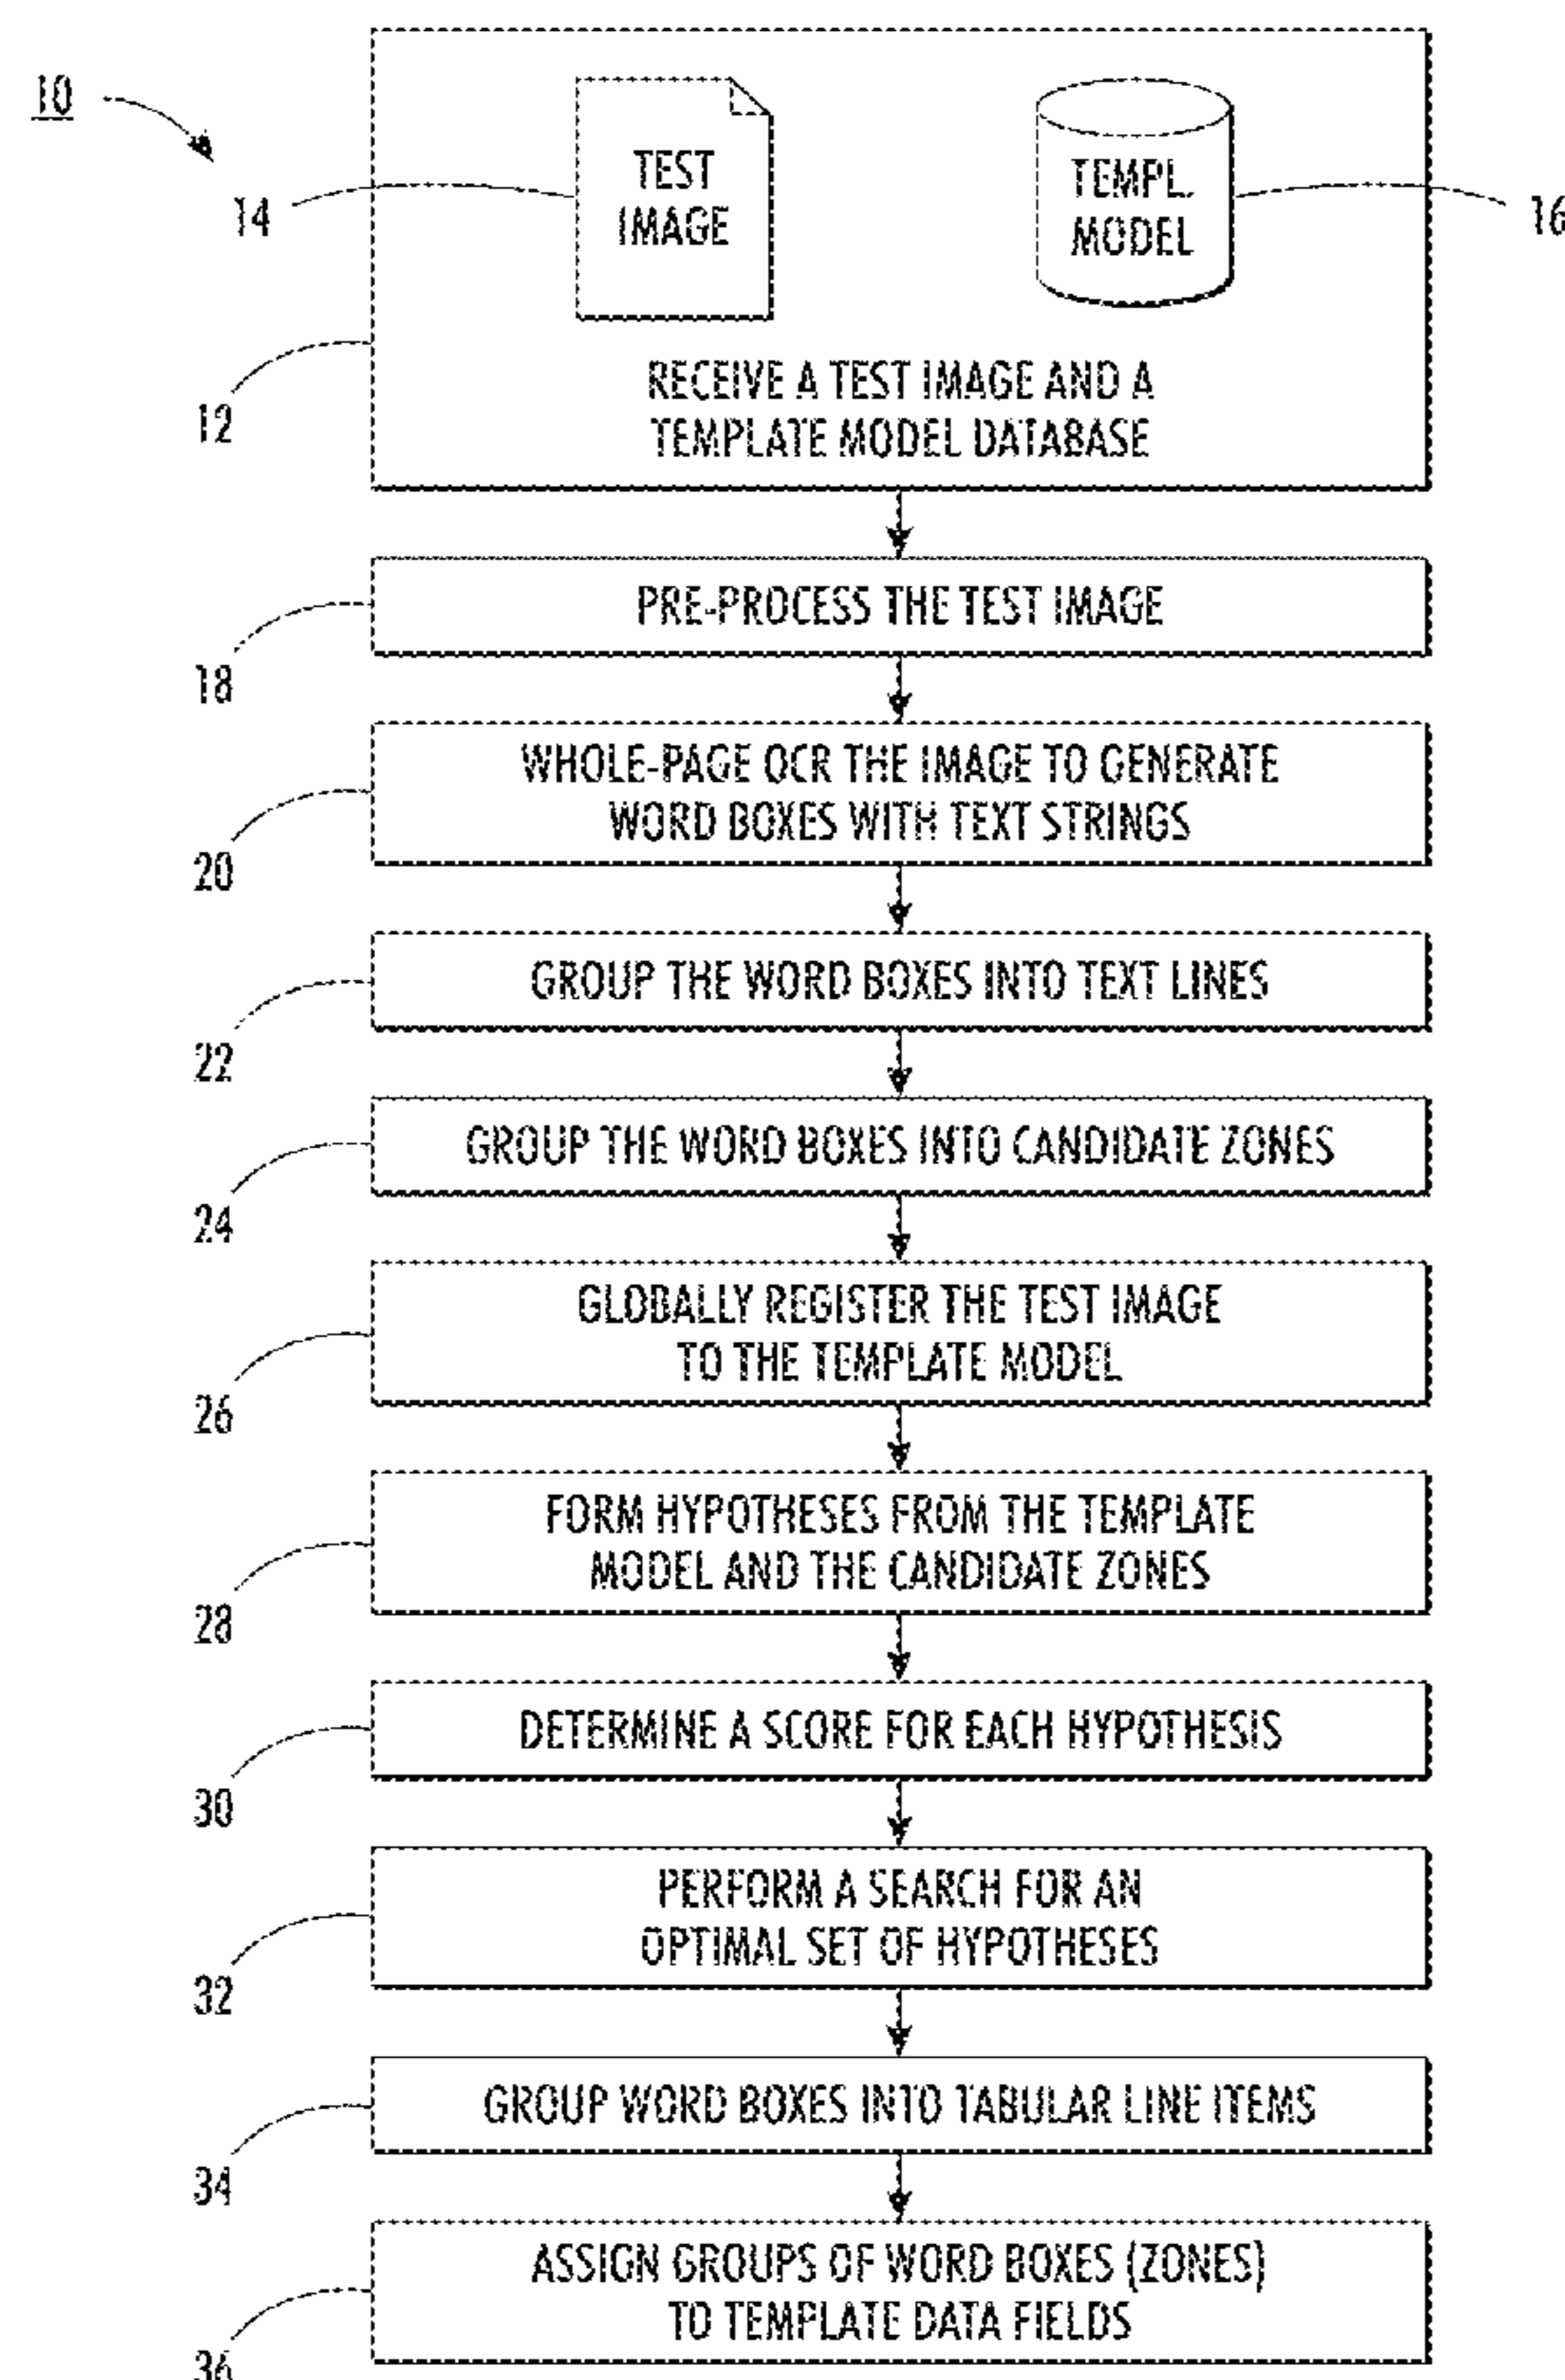 10
14
TEST
IMAGE
TEMPL.
MODEL
16
12
RECEIVE A TEST IMAGE AND A
TEMPLATE MODEL DATABASE
18
PRE-PROCESS THE TEST IMAGE
20
WHOLE-PAGE OCR THE IMAGE TO GENERATE
WORD BOXES WITH TEXT STRINGS
22
GROUP THE WORD BOXES INTO TEXT LINES
24
GROUP THE WORD BOXES INTO CANDIDATE ZONES
26
GLOBALLY REGISTER THE TEST IMAGE
TO THE TEMPLATE MODEL
28
FORM HYPOTHESES FROM THE TEMPLATE
MODEL AND THE CANDIDATE ZONES
30
DETERMINE A SCORE FOR EACH HYPOTHESIS
32
PERFORM A SEARCH FOR AN
OPTIMAL SET OF HYPOTHESES
34
GROUP WORD BOXES INTO TABULAR LINE ITEMS
36
ASSIGN GROUPS OF WORD BOXES (ZONES)
TO TEMPLATE DATA FIELDS